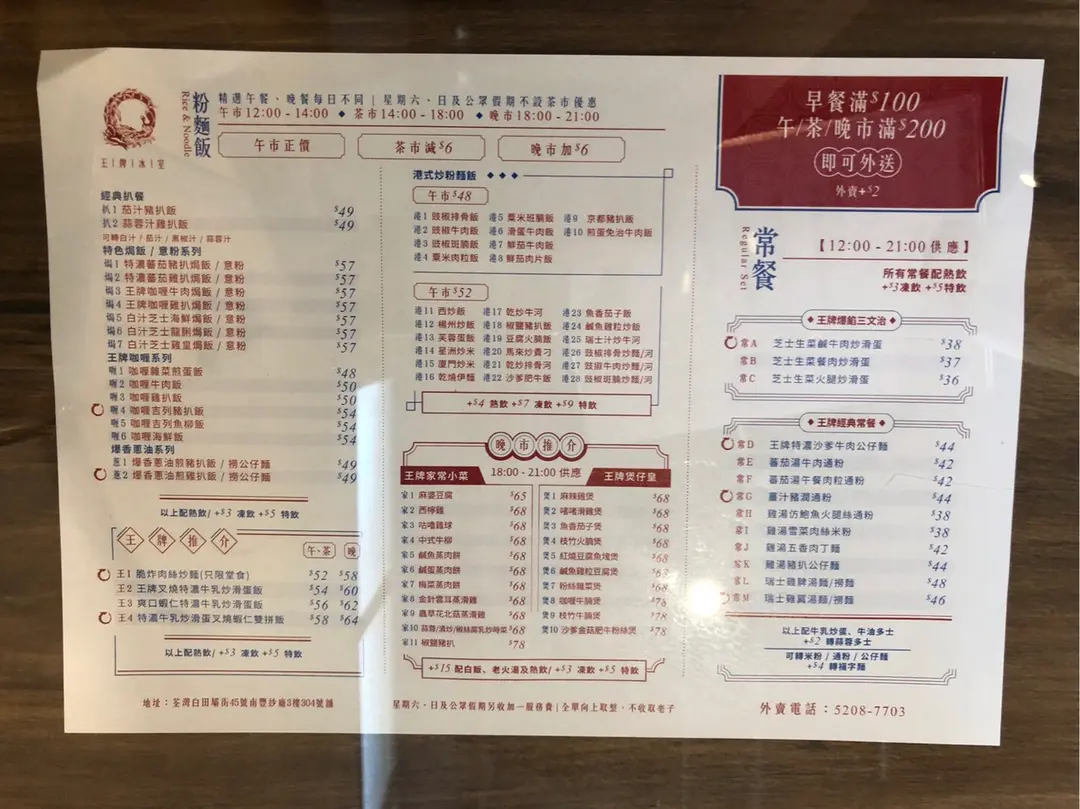 王牌冰室
粉麵飯
Rice & Noodle
精選午餐、晚餐每日不同 | 星期六、日及公眾假期不設茶市優惠
午市12:00 - 14:00 ◆ 茶市14:00 - 18:00 ◆ 晚市18:00 - 21:00
午市正價
茶市減$6
晚市加$6
經典扒餐
扒1 茄汁豬扒飯 $49
扒2 蒜蓉汁雞扒飯 $49
可轉白汁 / 茄汁 / 黑椒汁 / 蒜蓉汁
特色焗飯 / 意粉系列
焗1 特濃蕃茄豬扒焗飯 / 意粉 $57
焗2 特濃蕃茄雞扒焗飯 / 意粉 $57
焗3 王牌咖喱牛肉焗飯 / 意粉 $57
焗4 王牌咖喱雞扒焗飯 / 意粉 $57
焗5 白汁芝士海鮮焗飯 / 意粉 $57
焗6 白汁芝士龍脷焗飯 / 意粉 $57
焗7 白汁芝士雞皇焗飯 / 意粉 $57
王牌咖喱系列
喱1 咖喱雜菜煎蛋飯 $48
喱2 咖喱牛肉飯 $50
喱3 咖喱雞扒飯 $50
喱4 咖喱吉列豬扒飯 $54
喱5 咖喱吉列魚柳飯 $54
喱6 咖喱海鮮飯 $54
爆香蔥油系列
蔥1 爆香蔥油煎豬扒飯 / 撈公仔麵 $49
蔥2 爆香蔥油煎雞扒飯 / 撈公仔麵 $49
以上配熱飲/ +$3 凍飲 +$5 特飲
王牌推介
午、茶 晚
王1 脆炸肉絲炒麵(只限堂食) $52 $58
王2 王牌叉燒特濃牛乳炒滑蛋飯 $54 $60
王3 爽口蝦仁特濃牛乳炒滑蛋飯 $56 $62
王4 特濃牛乳炒滑蛋叉燒蝦仁雙拼飯 $58 $64
以上配熱飲/ +$3 凍飲 +$5 特飲
地址：荃灣白田壩街45號南豐紗廠3樓304號舖
港式炒粉麵飯 ◆ ◆ ◆
午市$48
港1 豉椒排骨飯 港5 粟米班腩飯 港9 京都豬扒飯
港2 豉椒牛肉飯 港6 滑蛋牛肉飯 港10 煎蛋免治牛肉飯
港3 豉椒斑腩飯 港7 鮮茄牛肉飯
港4 粟米肉粒飯 港8 鮮茄肉片飯
午市$52
港11 西炒飯 港17 乾炒牛河 港23 魚香茄子飯
港12 楊州炒飯 港18 椒鹽豬扒飯 港24 鹹魚雞粒炒飯
港13 芙蓉蛋飯 港19 豆腐火腩飯 港25 瑞士汁炒牛河
港14 星洲炒米 港20 馬來炒貴刁 港26 豉椒排骨炒麵/河
港15 廈門炒米 港21 乾炒排骨河 港27 豉椒牛肉炒麵/河
港16 乾燒伊麵 港22 沙爹肥牛飯 港28 豉椒斑腩炒麵/河
+$4 熱飲 +$7 凍飲 +$9 特飲
晚市推介
王牌家常小菜
18:00 - 21:00 供應
王牌煲仔皇
家1 麻婆豆腐 $65
家2 西檸雞 $68
家3 咕嚕雞球 $68
家4 中式牛柳 $68
家5 鹹魚蒸肉餅 $68
家6 鹹蛋蒸肉餅 $68
家7 梅菜蒸肉餅 $68
家8 金針雲耳蒸滑雞 $68
家9 蟲草花北菇蒸滑雞 $68
家10 蒜蓉/清炒/椒絲腐乳炒時菜 $68
家11 椒鹽豬扒 $78
煲1 麻辣雞煲 $68
煲2 啫啫滑雞煲 $68
煲3 魚香茄子煲 $68
煲4 枝竹火腩煲 $68
煲5 紅燒豆腐魚塊煲 $68
煲6 鹹魚雞粒豆腐煲 $63
煲7 粉絲雜菜煲 $68
煲8 咖喱牛腩煲 $78
煲9 枝竹牛腩煲 $78
煲10 沙爹金菇肥牛粉絲煲 $78
+$15 配白飯、老火湯及熱飲/ +$3 凍飲 +$5 特飲
星期六、日及公眾假期另收加一服務費 | 全單向上取整、不收取毫子
早餐滿$100
午/茶/晚市滿$200
即可外送
外賣+$2
常餐
Regular Set
【12:00 - 21:00 供應】
所有常餐配熱飲
+$3凍飲 +$5特飲
◆ 王牌爆餡三文治 ◆
常A 芝士生菜鹹牛肉炒滑蛋 $38
常B 芝士生菜餐肉炒滑蛋 $37
常C 芝士生菜火腿炒滑蛋 $36
◆ 王牌經典常餐 ◆
常D 王牌特濃沙爹牛肉公仔麵 $44
常E 蕃茄湯牛肉通粉 $42
常F 蕃茄湯午餐肉粒通粉 $42
常G 薑汁豬潤通粉 $44
常H 雞湯仿鮑魚火腿絲通粉 $38
常I 雞湯雪菜肉絲米粉 $38
常J 雞湯五香肉丁麵 $42
常K 雞湯豬扒公仔麵 $44
常L 瑞士雞髀湯麵/撈麵 $48
常M 瑞士雞翼湯麵/撈麵 $46
以上配牛乳炒蛋、牛油多士
+$2 轉蒜蓉多士
可轉米粉 / 通粉 / 公仔麵
+$4 轉福字麵
外賣電話：5208-7703